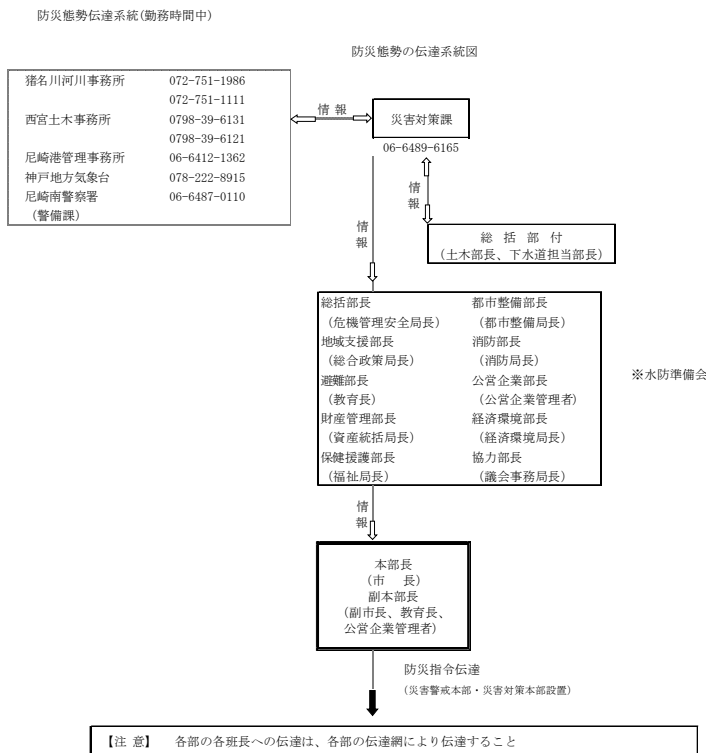 防災態勢伝達系統(勤務時間中)
防災態勢の伝達系統図
猪名川河川事務所 072-751-1986
072-751-1111
西宮土木事務所 0798-39-6131
0798-39-6121
尼崎港管理事務所 06-6412-1362
神戸地方気象台 078-222-8915
尼崎南警察署 06-6487-0110
(警備課)
情 報
災害対策課
06-6489-6165
情
報
情
報
総 括 部 付
(土木部長、下水道担当部長)
総括部長 都市整備部長
(危機管理安全局長) (都市整備局長)
地域支援部長 消防部長
(総合政策局長) (消防局長)
避難部長 公営企業部長
(教育長) (公営企業管理者)
財産管理部長 経済環境部長
(資産統括局長) (経済環境局長)
保健援護部長 協力部長
(福祉局長) (議会事務局長)
※水防準備会
情
報
本部長
(市 長)
副本部長
(副市長、教育長、
公営企業管理者)
防災指令伝達
(災害警戒本部・災害対策本部設置)
【注 意】 各部の各班長への伝達は、各部の伝達網により伝達すること